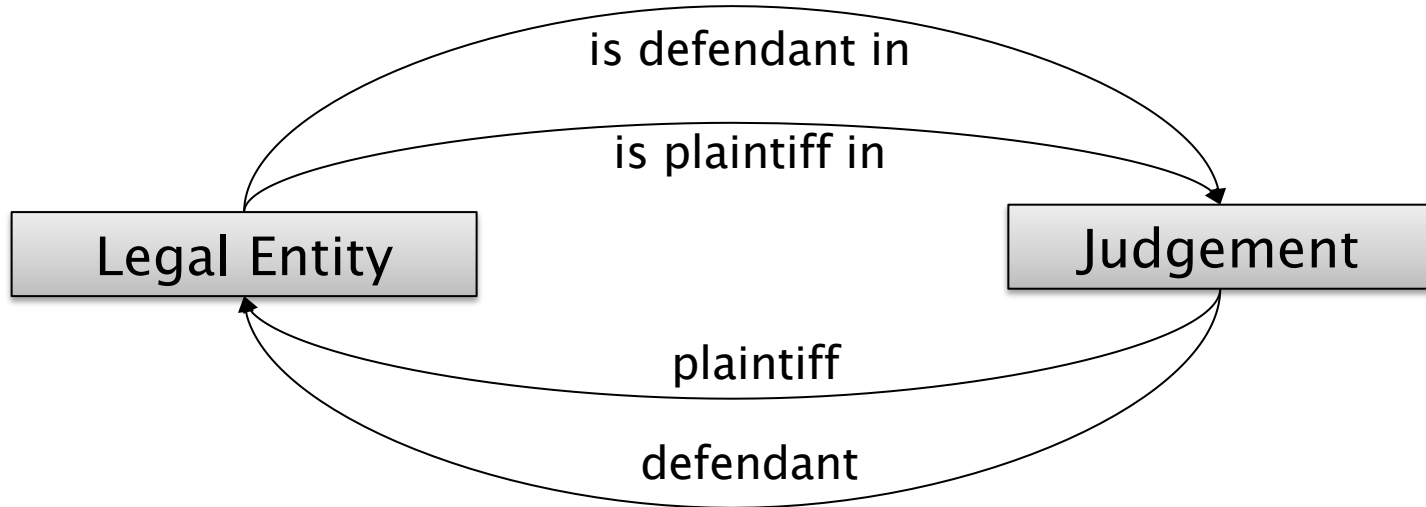 is defendant in
is plaintiff in
Legal Entity
Judgement
plaintiff
defendant